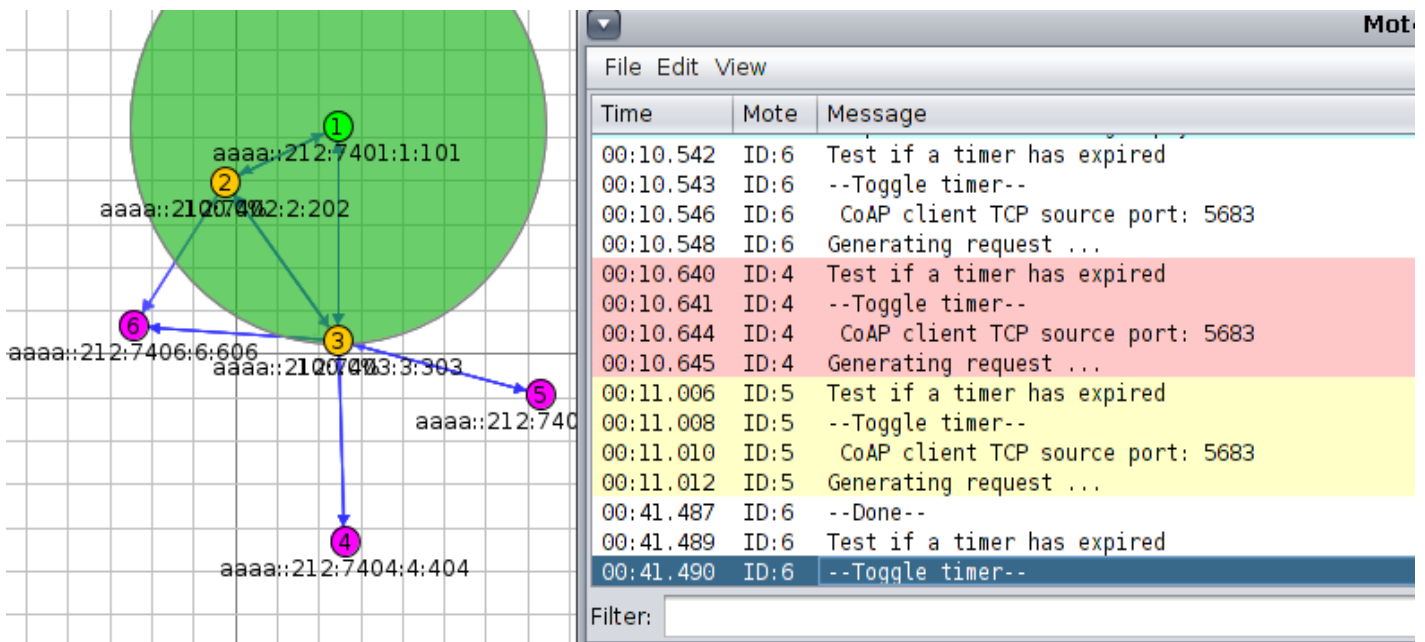 1
aaaa::212:7401:1:101
2
:2:202
6
aaaa::212:7406:6:606
3
:3:303
5
aaaa::212:740
4
aaaa::212:7404:4:404
Mot
File Edit View
Time Mote Message
00:10.542 ID:6 Test if a timer has expired
00:10.543 ID:6 --Toggle timer--
00:10.546 ID:6 CoAP client TCP source port: 5683
00:10.548 ID:6 Generating request ...
00:10.640 ID:4 Test if a timer has expired
00:10.641 ID:4 --Toggle timer--
00:10.644 ID:4 CoAP client TCP source port: 5683
00:10.645 ID:4 Generating request ...
00:11.006 ID:5 Test if a timer has expired
00:11.008 ID:5 --Toggle timer--
00:11.010 ID:5 CoAP client TCP source port: 5683
00:11.012 ID:5 Generating request ...
00:41.487 ID:6 --Done--
00:41.489 ID:6 Test if a timer has expired
00:41.490 ID:6 --Toggle timer--
Filter: